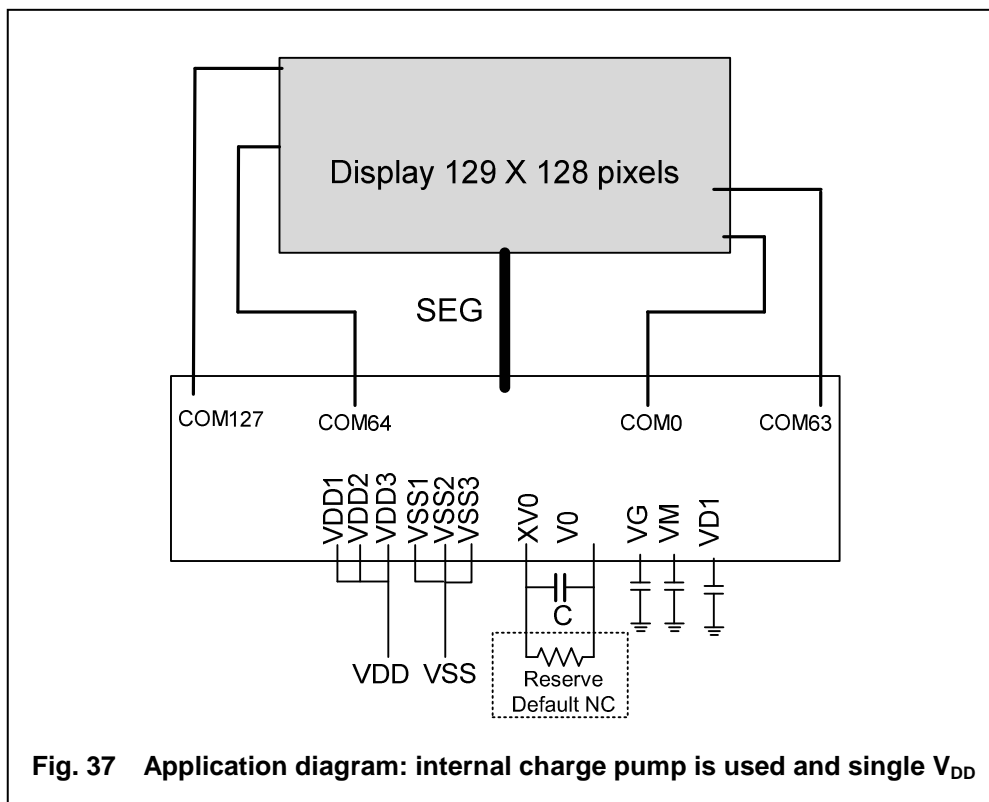 Display 129 X 128 pixels
SEG
COM127
COM64
COM0
COM63
VDD1
VDD2
VDD3
VSS1
VSS2
VSS3
XV0
V0
VG
VM
VD1
C
VDD
VSS
Reserve
Default NC
Fig. 37 Application diagram: internal charge pump is used and single VDD